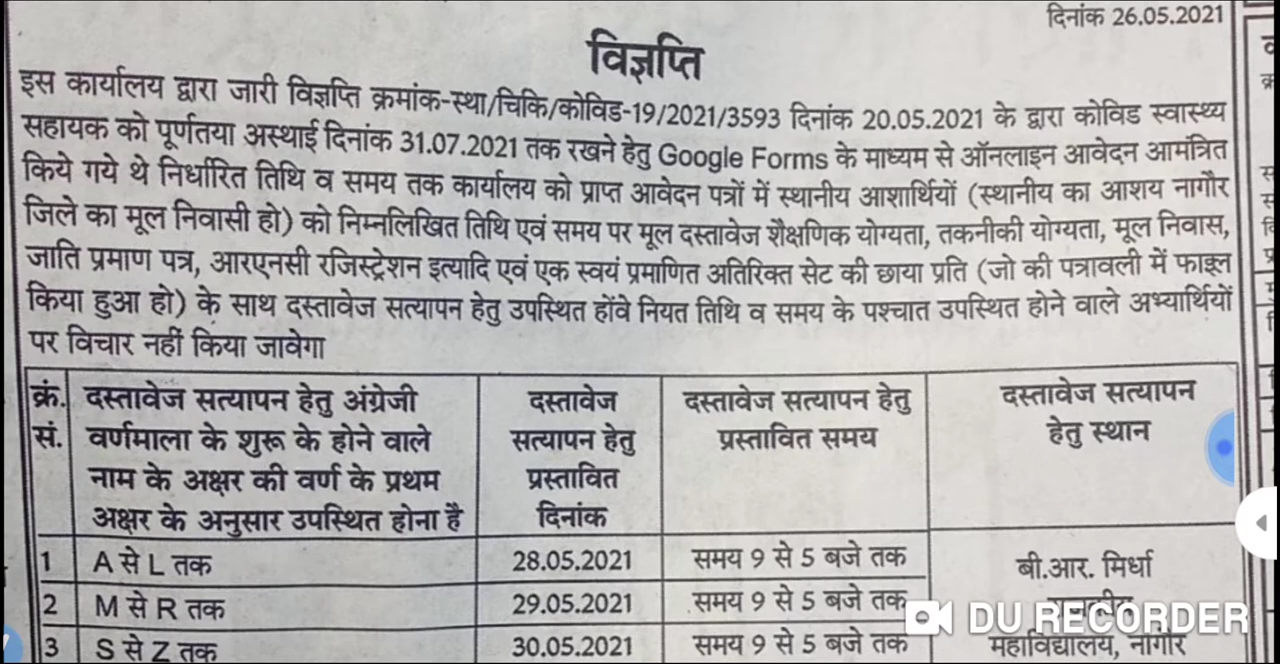 दिनांक 26.05.2021
विज्ञप्ति
इस कार्यालय द्वारा जारी विज्ञप्ति क्रमांक-स्था/चिकि/कोविड-19/2021/3593 दिनांक 20.05.2021 के द्वारा कोविड स्वास्थ्य
सहायक को पूर्णतया अस्थाई दिनांक 31.07.2021 तक रखने हेतु Google Forms के माध्यम से ऑनलाइन आवेदन आमंत्रित
किये गये थे निर्धारित तिथि व समय तक कार्यालय को प्राप्त आवेदन पत्रों में स्थानीय आशार्थियों (स्थानीय का आशय नागौर
जिले का मूल निवासी हो) को निम्नलिखित तिथि एवं समय पर मूल दस्तावेज शैक्षणिक योग्यता, तकनीकी योग्यता, मूल निवास,
जाति प्रमाण पत्र, आरएनसी रजिस्ट्रेशन इत्यादि एवं एक स्वयं प्रमाणित अतिरिक्त सेट की छाया प्रति (जो की पत्रावली में फाइल
किया हुआ हो) के साथ दस्तावेज सत्यापन हेतु उपस्थित होंवे नियत तिथि व समय के पश्चात उपस्थित होने वाले अभ्यार्थियों
पर विचार नहीं किया जावेगा
क्रं. दस्तावेज सत्यापन हेतु अंग्रेजी दस्तावेज दस्तावेज सत्यापन हेतु दस्तावेज सत्यापन
सं. वर्णमाला के शुरू के होने वाले सत्यापन हेतु प्रस्तावित समय हेतु स्थान
नाम के अक्षर की वर्ण के प्रथम प्रस्तावित
अक्षर के अनुसार उपस्थित होना है दिनांक
1 A से L तक 28.05.2021 समय 9 से 5 बजे तक बी.आर. मिर्धा
2 M से R तक 29.05.2021 समय 9 से 5 बजे तक
DU RECORDER
3 S से Z तक 30.05.2021 समय 9 से 5 बजे तक महाविद्यालय, नागौर